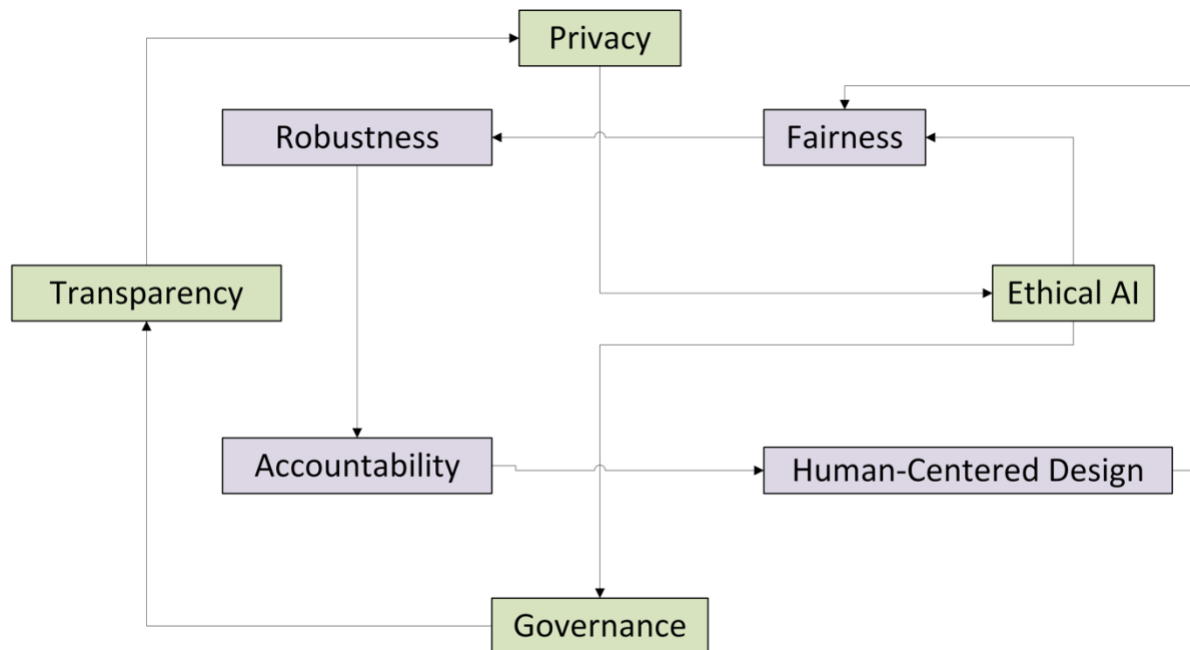 Privacy
Robustness
Fairness
Transparency
Ethical AI
Accountability
Human-Centered Design
Governance